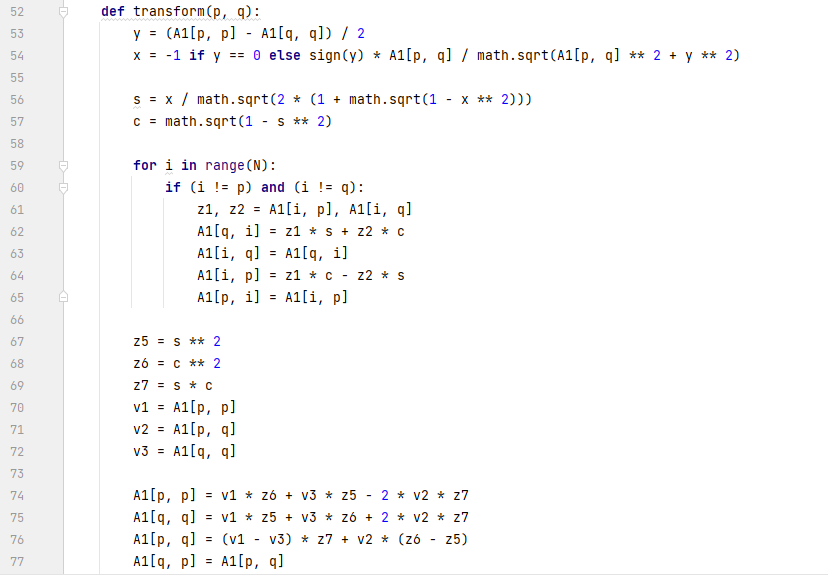 52 def transform(p, q):
53 y = (A1[p, p] - A1[q, q]) / 2
54 x = -1 if y == 0 else sign(y) * A1[p, q] / math.sqrt(A1[p, q] ** 2 + y ** 2)
55
56 s = x / math.sqrt(2 * (1 + math.sqrt(1 - x ** 2)))
57 c = math.sqrt(1 - s ** 2)
58
59 for i in range(N):
60 if (i != p) and (i != q):
61 z1, z2 = A1[i, p], A1[i, q]
62 A1[q, i] = z1 * s + z2 * c
63 A1[i, q] = A1[q, i]
64 A1[i, p] = z1 * c - z2 * s
65 A1[p, i] = A1[i, p]
66
67 z5 = s ** 2
68 z6 = c ** 2
69 z7 = s * c
70 v1 = A1[p, p]
71 v2 = A1[p, q]
72 v3 = A1[q, q]
73
74 A1[p, p] = v1 * z6 + v3 * z5 - 2 * v2 * z7
75 A1[q, q] = v1 * z5 + v3 * z6 + 2 * v2 * z7
76 A1[p, q] = (v1 - v3) * z7 + v2 * (z6 - z5)
77 A1[q, p] = A1[p, q]